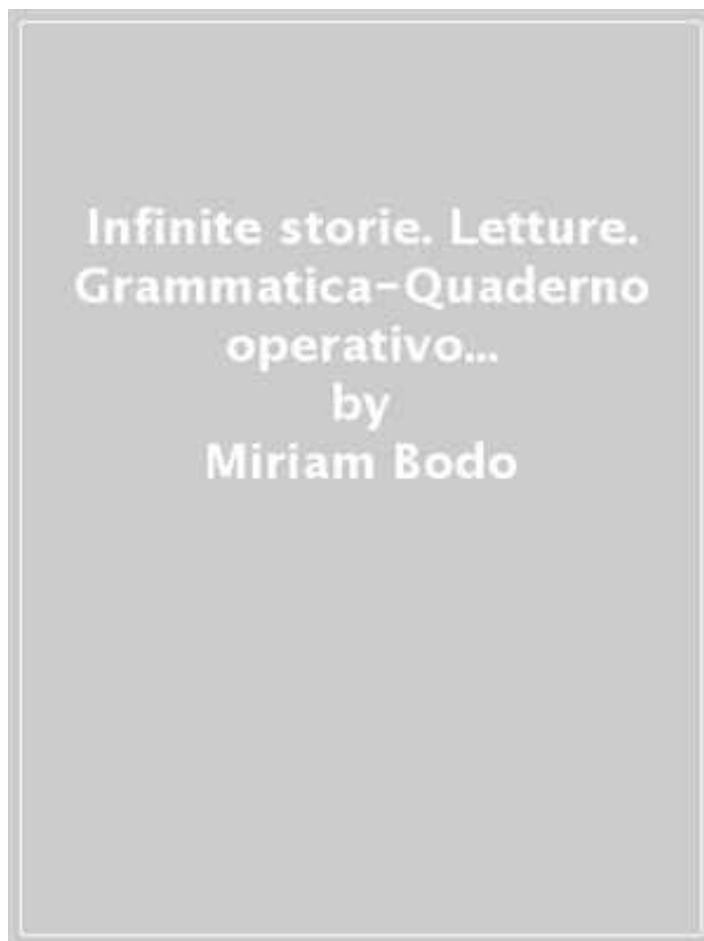 Infinite storie. Letture.
Grammatica-Quaderno
operativo...
by
Miriam Bodo